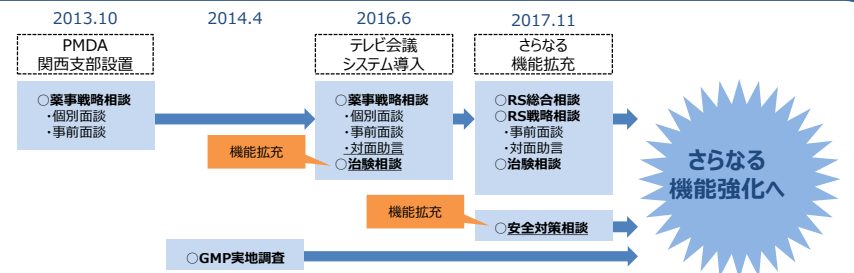 2013.10
2014.4
2016.6
2017.11
PMDA
関西支部設置
テレビ会議
システム導入
さらなる
機能拡充
○薬事戦略相談
・個別面談
・事前面談
機能拡充
○薬事戦略相談
・個別面談
・事前面談
・対面助言
○治験相談
○RS総合相談
○RS戦略相談
・事前面談
・対面助言
○治験相談
機能拡充
○安全対策相談
○GMP実地調査
さらなる
機能強化へ